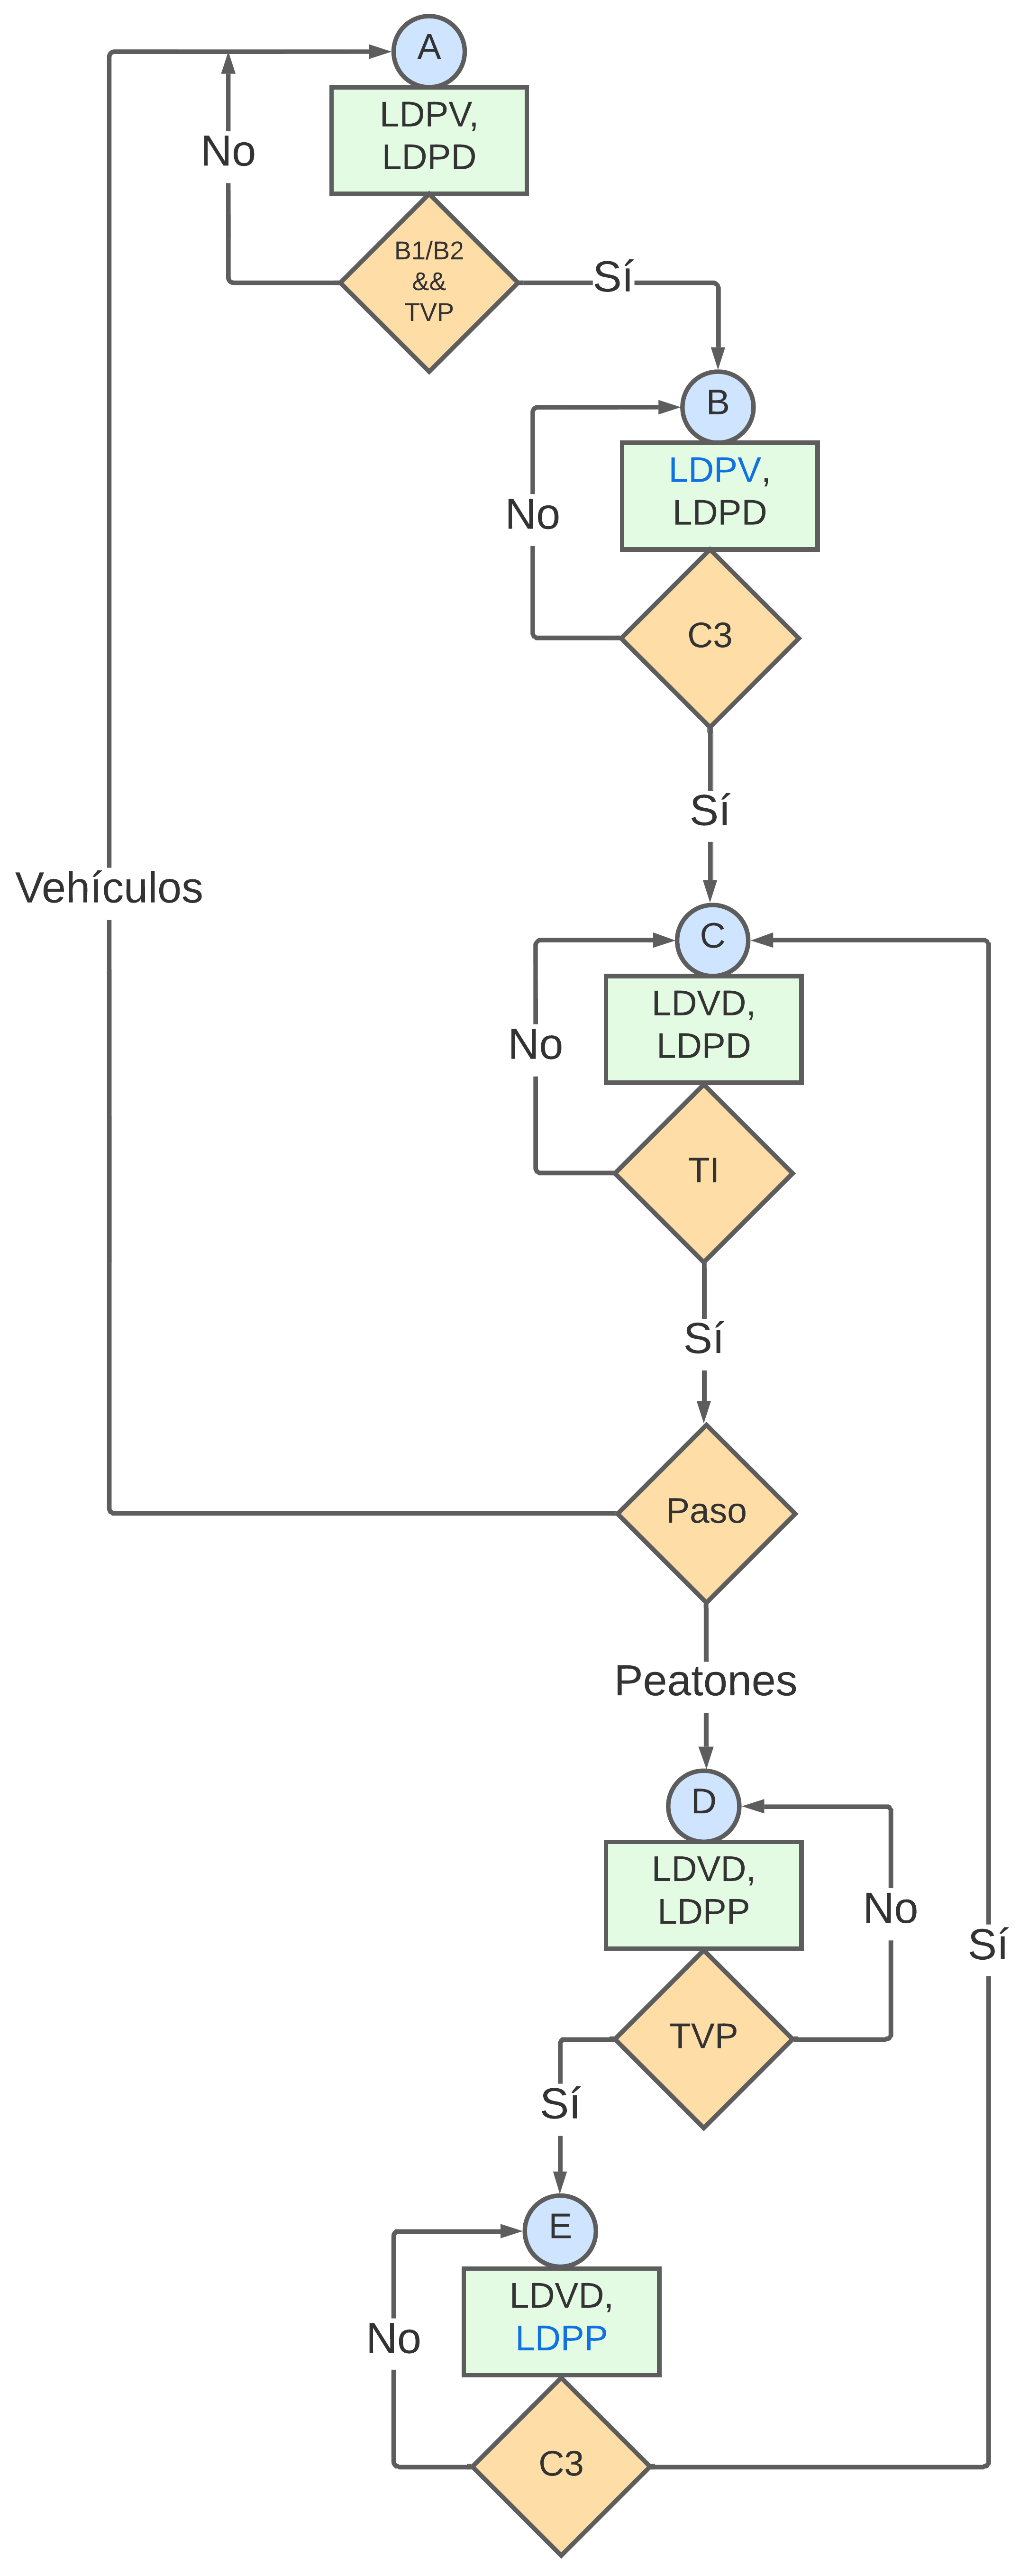 A
LDPV,
LDPD
No
B1/B2
&&
TVP
Sí
B
LDPV,
LDPD
No
C3
Sí
Vehículos
C
LDVD,
LDPD
No
TI
Sí
Paso
Peatones
D
LDVD,
LDPP
No
Sí
TVP
Sí
E
LDVD,
LDPP
No
C3